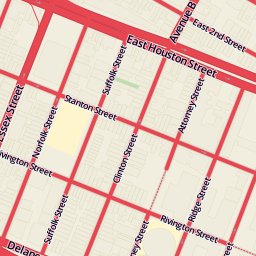 Avenue B
East 2nd Street
East Houston Street
Suffolk Street
Stanton Street
Attorney Street
Essex Street
Norfolk Street
Clinton Street
Rivington Street
Ridge Street
Rivington Street
Suffolk Street
Street